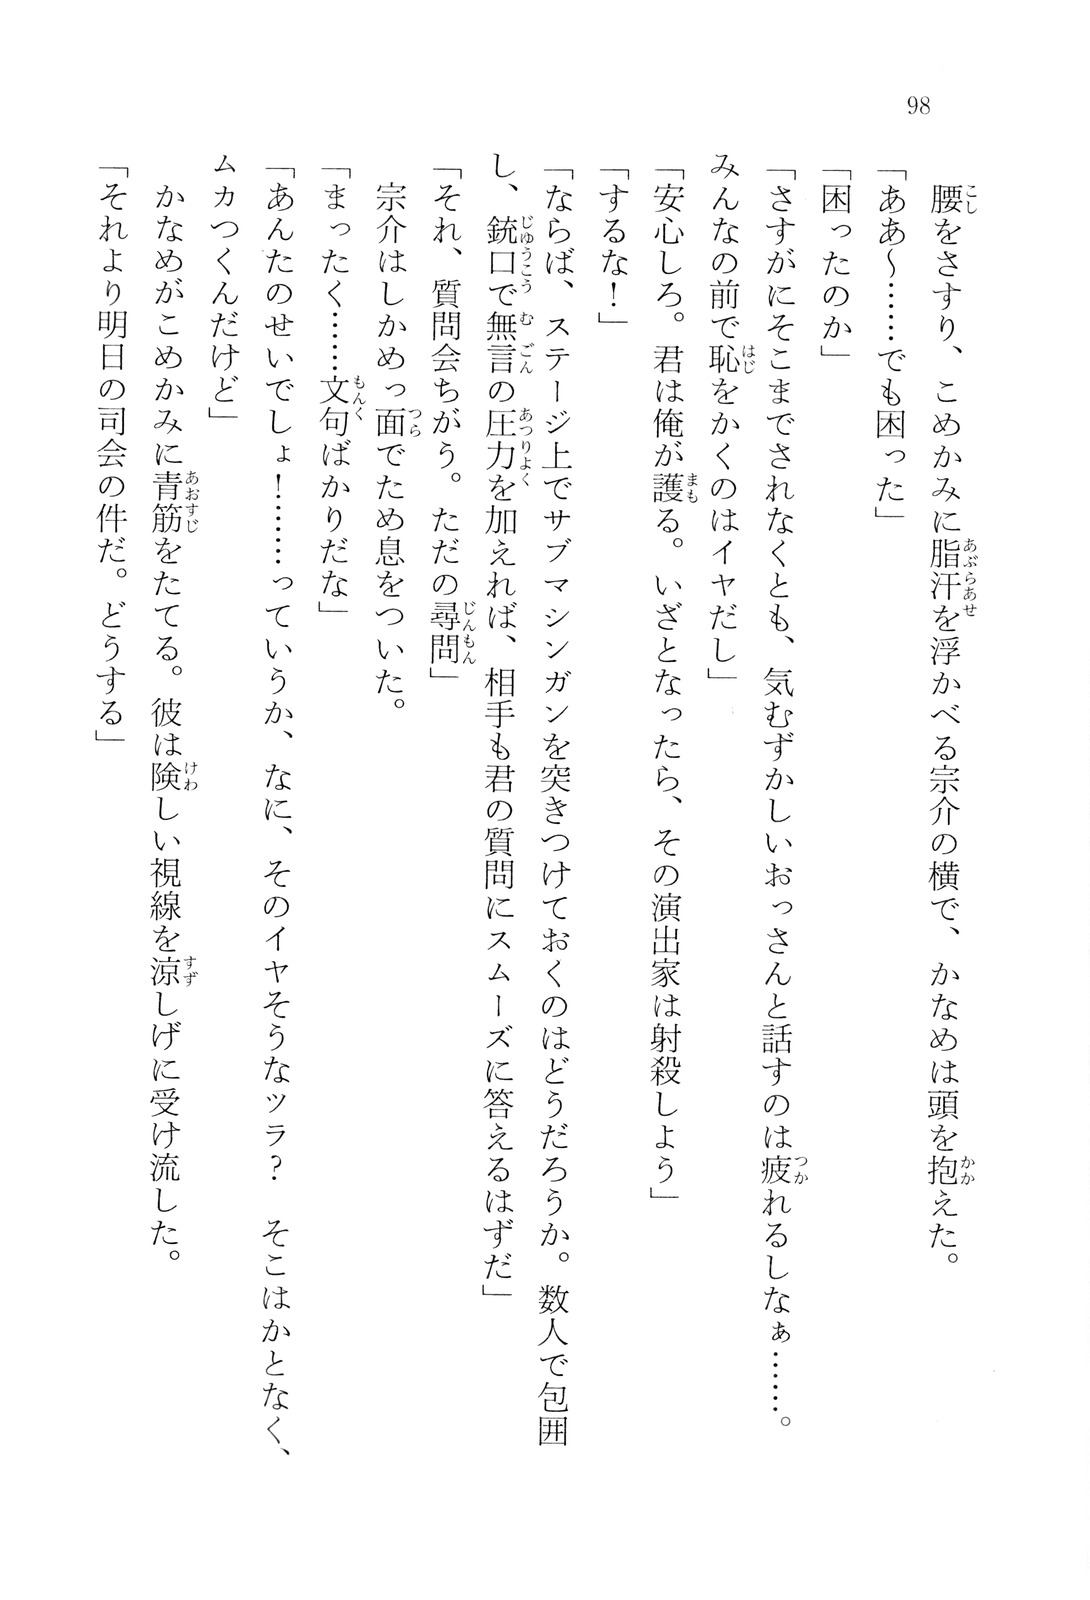 98
腰をさすり、こめかみに脂汗を浮かべる宗介の横で、かなめは頭を抱えた。
「ああ〜……でも困った」
「困ったのか」
「さすがにそこまでされなくとも、気むずかしいおっさんと話すのは疲れるしなぁ……。
みんなの前で恥をかくのはイヤだし」
「安心しろ。君は俺が護る。いざとなったら、その演出家は射殺しよう」
「するな！」
「ならば、ステージ上でサブマシンガンを突きつけておくのはどうだろうか。数人で包囲
し、銃口で無言の圧力を加えれば、相手も君の質問にスムーズに答えるはずだ」
「それ、質問会ちがう。ただの尋問」
宗介はしかめっ面でため息をついた。
「まったく……文句ばかりだな」
「あんたのせいでしょ！……っていうか、なに、そのイヤそうなツラ？　そこはかとなく、
ムカつくんだけど」
かなめがこめかみに青筋をたてる。彼は険しい視線を涼しげに受け流した。
「それより明日の司会の件だ。どうする」